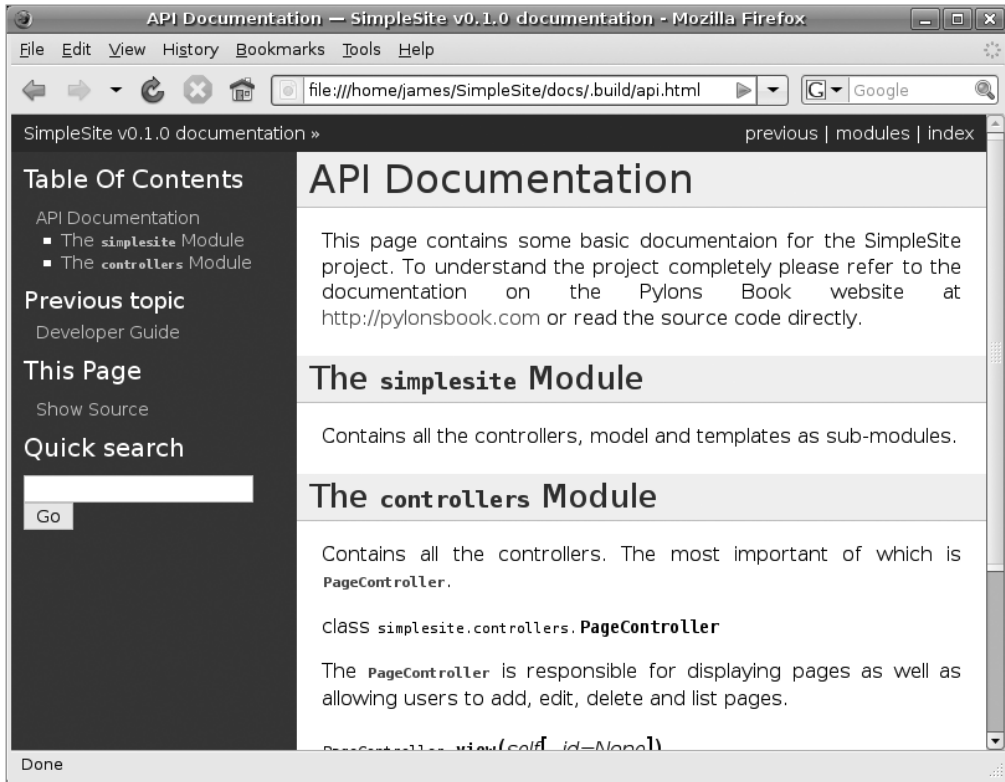 API Documentation — SimpleSite v0.1.0 documentation - Mozilla Firefox
File Edit View History Bookmarks Tools Help
file:///home/james/SimpleSite/docs/.build/api.html
G Google
SimpleSite v0.1.0 documentation »
previous | modules | index
Table Of Contents
API Documentation
The simplesite Module
The controllers Module
Previous topic
Developer Guide
This Page
Show Source
Quick search
Go
API Documentation
This page contains some basic documentaion for the SimpleSite
project. To understand the project completely please refer to the
documentation on the Pylons Book website at
http://pylonsbook.com or read the source code directly.
The simplesite Module
Contains all the controllers, model and templates as sub-modules.
The controllers Module
Contains all the controllers. The most important of which is
PageController.
class simplesite.controllers.PageController
The PageController is responsible for displaying pages as well as
allowing users to add, edit, delete and list pages.
PageController.view(self[, id=None])
Done